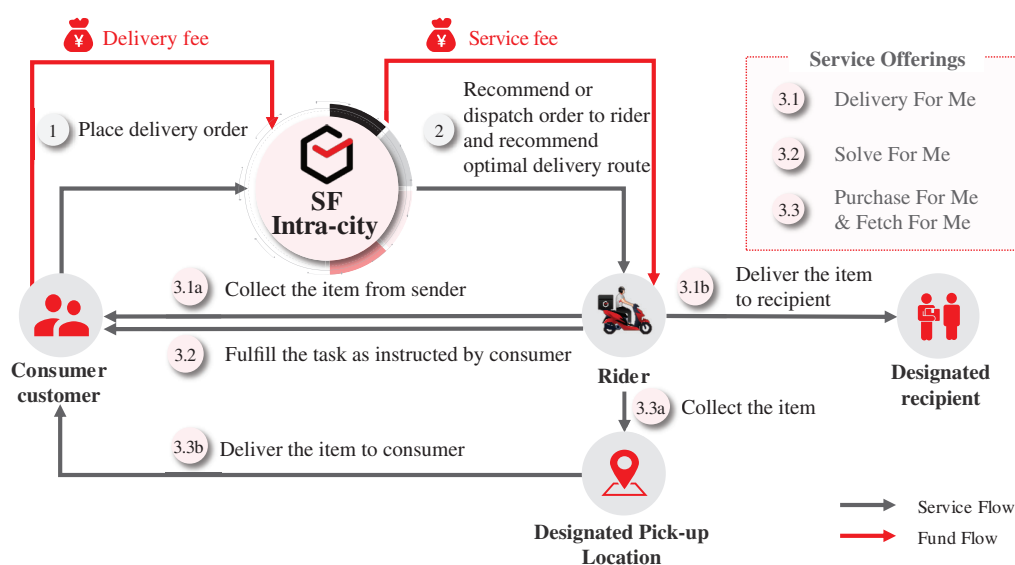 ¥ Delivery fee
¥ Service fee
Service Offerings
3.1 Delivery For Me
3.2 Solve For Me
3.3 Purchase For Me
& Fetch For Me
1 Place delivery order
2 Recommend or
dispatch order to rider
and recommend
optimal delivery route
SF
Intra-city
3.1a Collect the item from sender
3.1b Deliver the item
to recipient
3.2 Fulfill the task as instructed by consumer
Consumer
customer
Rider
Designated
recipient
3.3a Collect the item
3.3b Deliver the item to consumer
Designated Pick-up
Location
Service Flow
Fund Flow